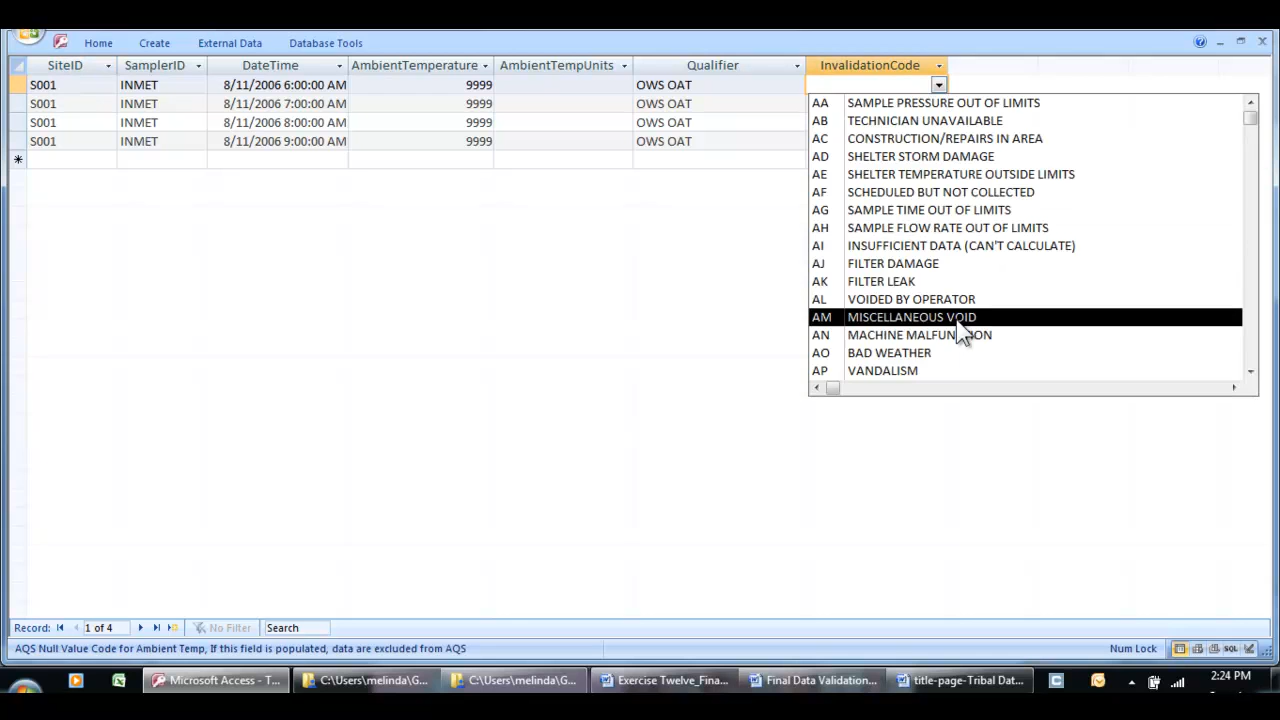 Home Create External Data Database Tools
SiteID SamplerID DateTime AmbientTemperature AmbientTempUnits Qualifier InvalidationCode
S001 INMET 8/11/2006 6:00:00 AM 9999 OWS OAT
S001 INMET 8/11/2006 7:00:00 AM 9999 OWS OAT
S001 INMET 8/11/2006 8:00:00 AM 9999 OWS OAT
S001 INMET 8/11/2006 9:00:00 AM 9999 OWS OAT
AA SAMPLE PRESSURE OUT OF LIMITS
AB TECHNICIAN UNAVAILABLE
AC CONSTRUCTION/REPAIRS IN AREA
AD SHELTER STORM DAMAGE
AE SHELTER TEMPERATURE OUTSIDE LIMITS
AF SCHEDULED BUT NOT COLLECTED
AG SAMPLE TIME OUT OF LIMITS
AH SAMPLE FLOW RATE OUT OF LIMITS
AI INSUFFICIENT DATA (CAN'T CALCULATE)
AJ FILTER DAMAGE
AK FILTER LEAK
AL VOIDED BY OPERATOR
AM MISCELLANEOUS VOID
AN MACHINE MALFUNCTION
AO BAD WEATHER
AP VANDALISM
Record: 1 of 4 No Filter Search
AQS Null Value Code for Ambient Temp, If this field is populated, data are excluded from AQS Num Lock SQL
Microsoft Access - T... C:\Users\melinda\G... C:\Users\melinda\G... Exercise Twelve_Fina... Final Data Validation... title-page-Tribal Dat... 2:24 PM